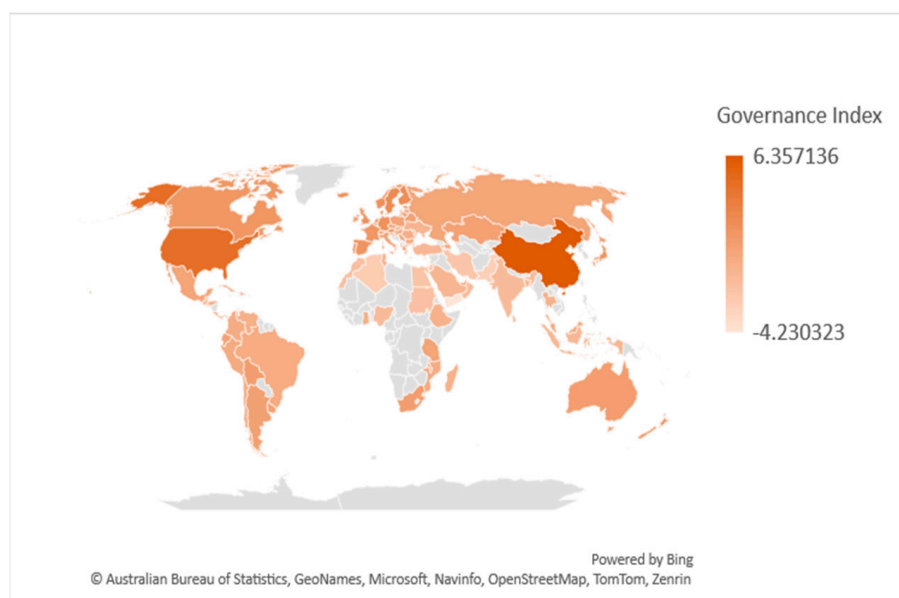 Governance Index
6.357136
-4.230323
Powered by Bing
© Australian Bureau of Statistics, GeoNames, Microsoft, Navinfo, OpenStreetMap, TomTom, Zenrin